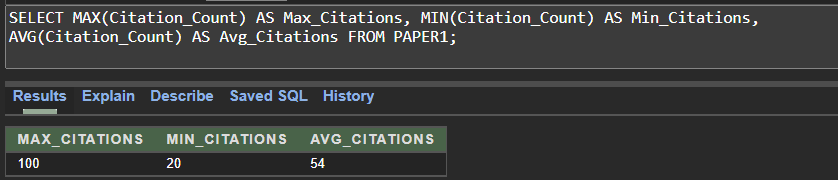 SELECT MAX(Citation_Count) AS Max_Citations, MIN(Citation_Count) AS Min_Citations,
AVG(Citation_Count) AS Avg_Citations FROM PAPER1;
Results Explain Describe Saved SQL History
MAX_CITATIONS MIN_CITATIONS AVG_CITATIONS
100 20 54